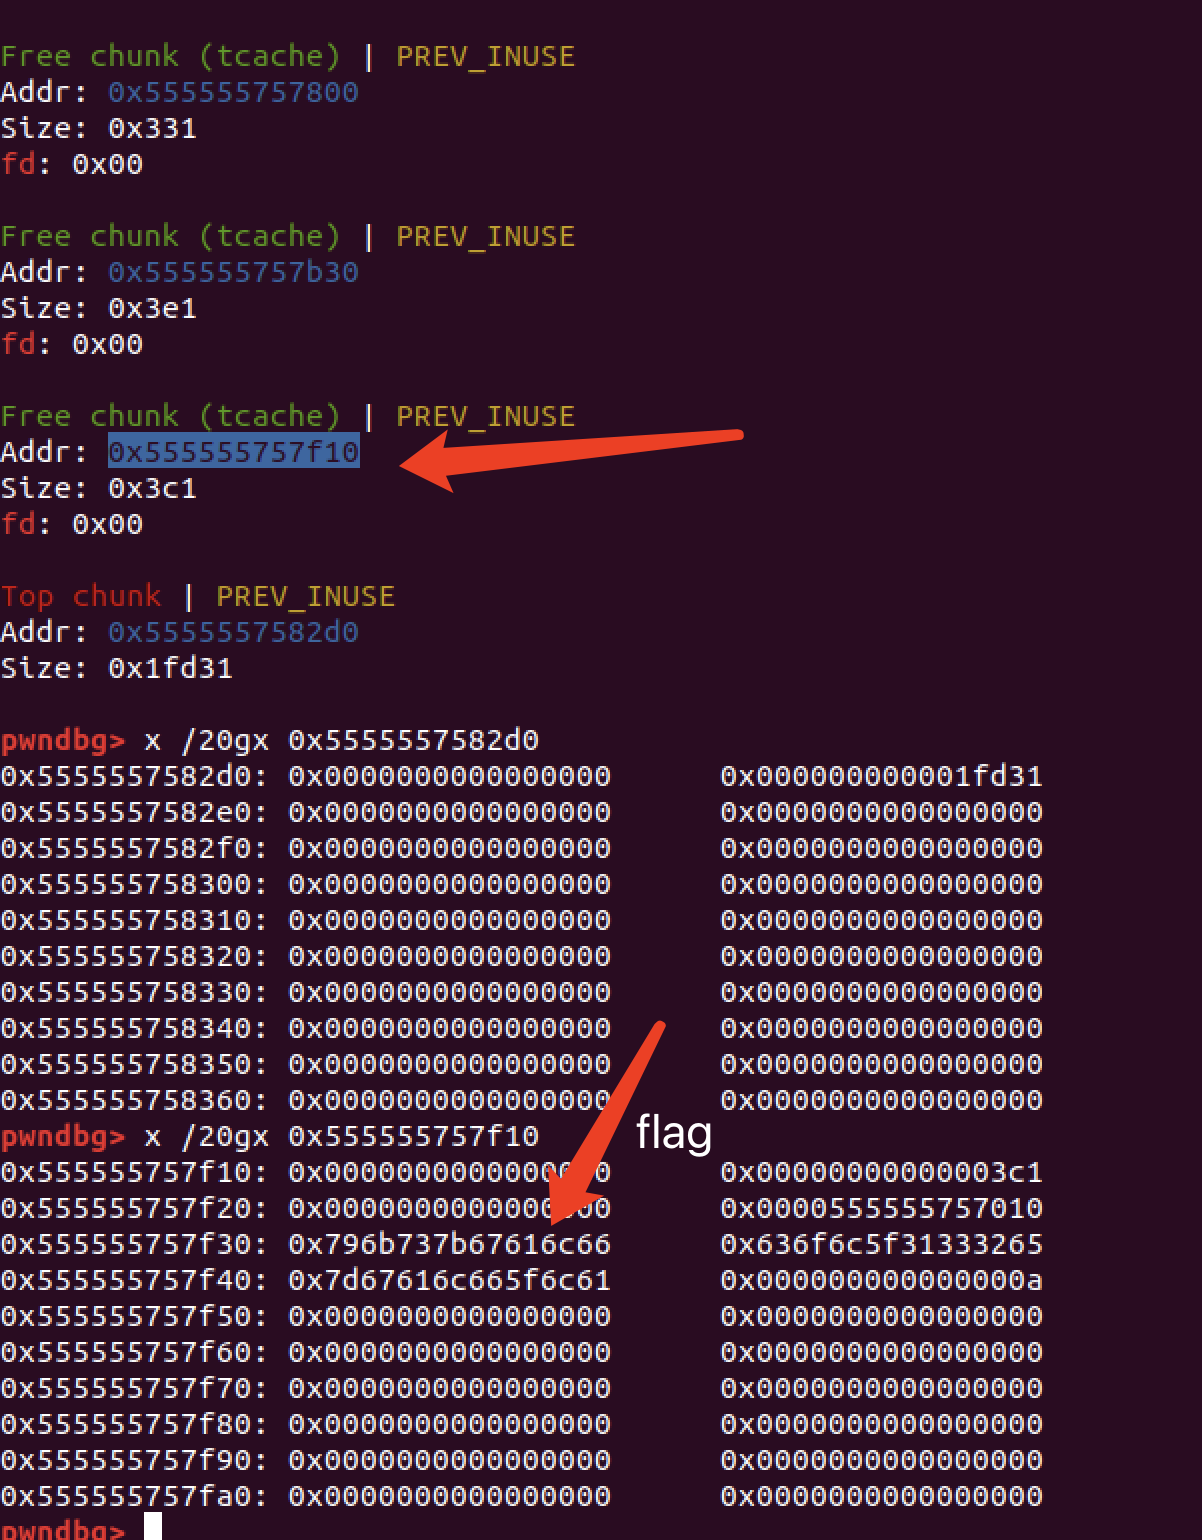 Free chunk (tcache) | PREV_INUSE
Addr: 0x555555757800
Size: 0x331
fd: 0x00
Free chunk (tcache) | PREV_INUSE
Addr: 0x555555757b30
Size: 0x3e1
fd: 0x00
Free chunk (tcache) | PREV_INUSE
Addr: 0x555555757f10
Size: 0x3c1
fd: 0x00
Top chunk | PREV_INUSE
Addr: 0x5555557582d0
Size: 0x1fd31
pwndbg> x /20gx 0x5555557582d0
0x5555557582d0: 0x0000000000000000 0x000000000001fd31
0x5555557582e0: 0x0000000000000000 0x0000000000000000
0x5555557582f0: 0x0000000000000000 0x0000000000000000
0x555555758300: 0x0000000000000000 0x0000000000000000
0x555555758310: 0x0000000000000000 0x0000000000000000
0x555555758320: 0x0000000000000000 0x0000000000000000
0x555555758330: 0x0000000000000000 0x0000000000000000
0x555555758340: 0x0000000000000000 0x0000000000000000
0x555555758350: 0x0000000000000000 0x0000000000000000
0x555555758360: 0x0000000000000000 0x0000000000000000
pwndbg> x /20gx 0x555555757f10
flag
0x555555757f10: 0x0000000000000000 0x00000000000003c1
0x555555757f20: 0x0000000000000000 0x0000555555757010
0x555555757f30: 0x796b737b67616c66 0x636f6c5f31333265
0x555555757f40: 0x7d67616c665f6c61 0x000000000000000a
0x555555757f50: 0x0000000000000000 0x0000000000000000
0x555555757f60: 0x0000000000000000 0x0000000000000000
0x555555757f70: 0x0000000000000000 0x0000000000000000
0x555555757f80: 0x0000000000000000 0x0000000000000000
0x555555757f90: 0x0000000000000000 0x0000000000000000
0x555555757fa0: 0x0000000000000000 0x0000000000000000
pwndbg>